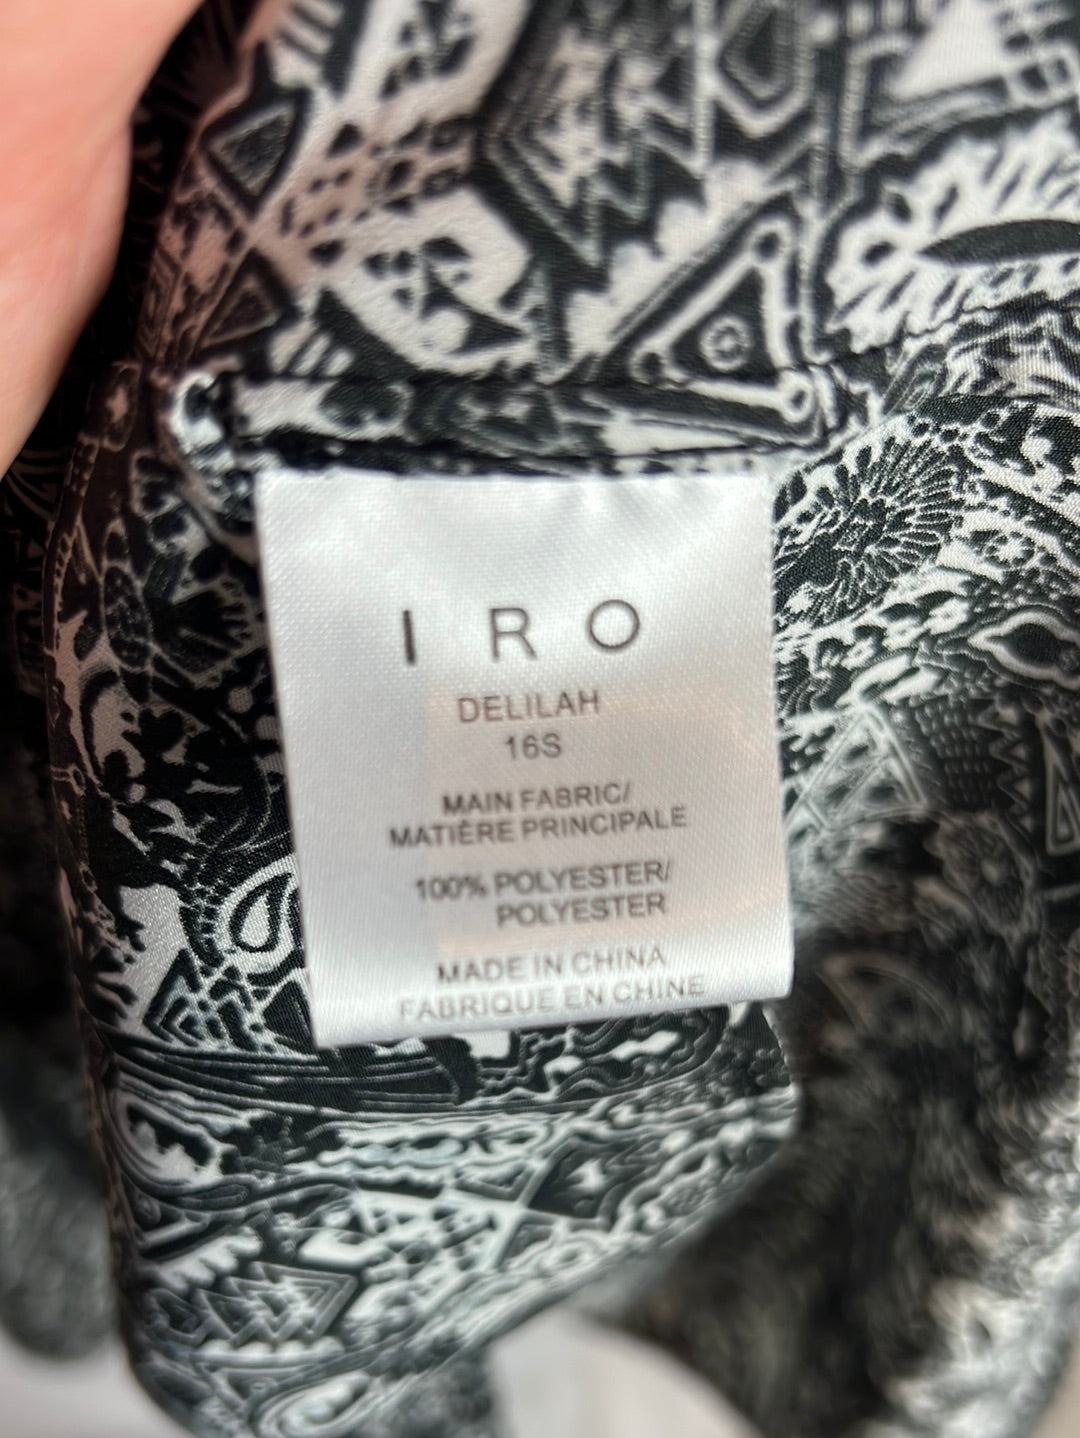 IRO
DELILAH
16S
MAIN FABRIC/
MATIÈRE PRINCIPALE
100% POLYESTER/
POLYESTER
MADE IN CHINA
FABRIQUE EN CHINE